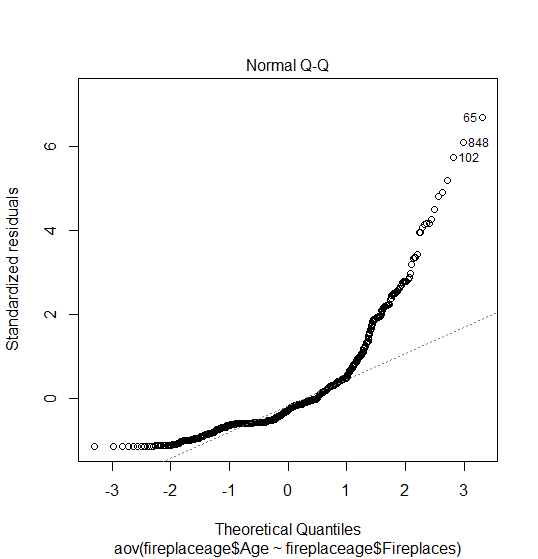 Normal Q-Q
65
848
102
6
4
2
0
Standardized residuals
-3 -2 -1 0 1 2 3
Theoretical Quantiles
aov(fireplaceage$Age ~ fireplaceage$Fireplaces)